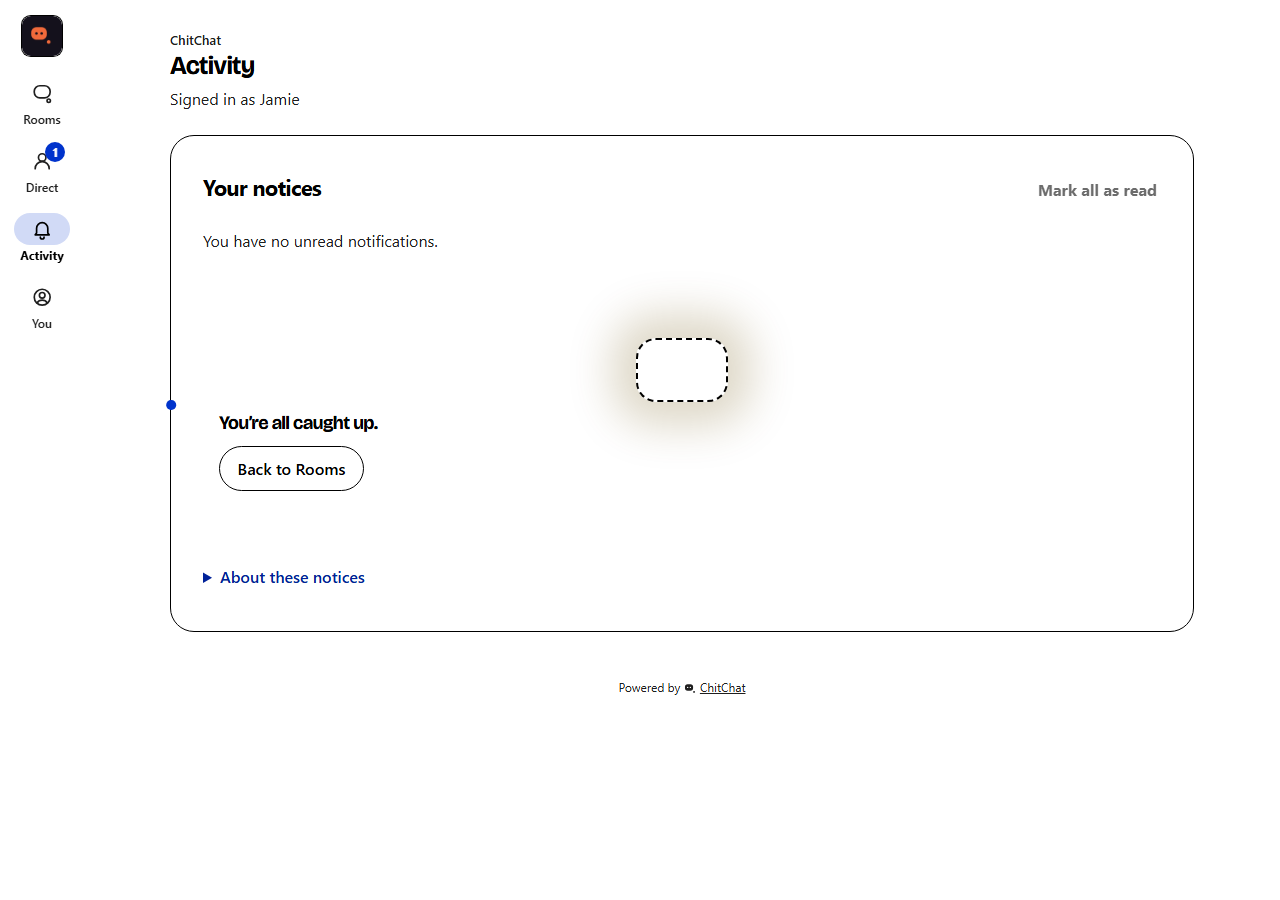 ChitChat
Activity
Signed in as Jamie
Rooms
1
Direct
Activity
You
Your notices
Mark all as read
You have no unread notifications.
You're all caught up.
Back to Rooms
About these notices
Powered by ChitChat